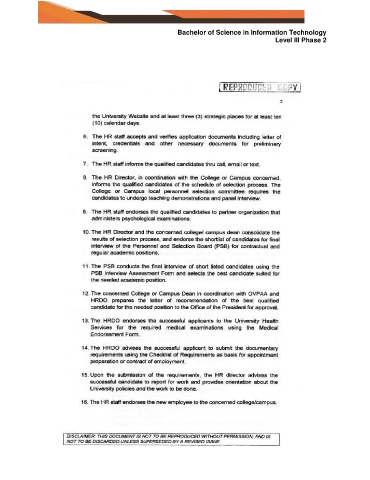 Bachelor of Science in Information Technology
Level III Phase 2
REPRODUCED COPY
2
the University Website and at least three (3) strategic places for at least ten
(10) calendar days.
6. The HR staff accepts and verifies application documents including letter of
intent, credentials and other necessary documents for preliminary
screening.
7. The HR staff informs the qualified candidates thru call, email or text.
8. The HR Director, in coordination with the College or Campus concerned,
informs the qualified candidates of the schedule of selection process. The
College or Campus local personnel selection committee requires the
candidates to undergo teaching demonstrations and panel interview.
9. The HR staff endorses the qualified candidates to partner organization that
administers psychological examinations.
10. The HR Director and the concerned college/ campus dean consolidate the
results of selection process, and endorse the shortlist of candidates for final
interview of the Personnel and Selection Board (PSB) for contractual and
regular academic positions.
11. The PSB conducts the final interview of short listed candidates using the
PSB Interview Assessment Form and selects the best candidate suited for
the needed academic position.
12. The concerned College or Campus Dean in coordination with OVPAA and
HRDO prepares the letter of recommendation of the best qualified
candidate for the needed position to the Office of the President for approval.
13. The HRDO endorses the successful applicants to the University Health
Services for the required medical examinations using the Medical
Endorsement Form.
14. The HRDO advises the successful applicant to submit the documentary
requirements using the Checklist of Requirements as basis for appointment
preparation or contract of employment.
15. Upon the submission of the requirements, the HR director advises the
successful candidate to report for work and provides orientation about the
University policies and the work to be done.
16. The HR staff endorses the new employee to the concerned college/campus.
DISCLAIMER: THIS DOCUMENT IS NOT TO BE REPRODUCED WITHOUT PERMISSION, AND IS
NOT TO BE DISCARDED UNLESS SUPERSEDED BY A REVISED ISSUE.